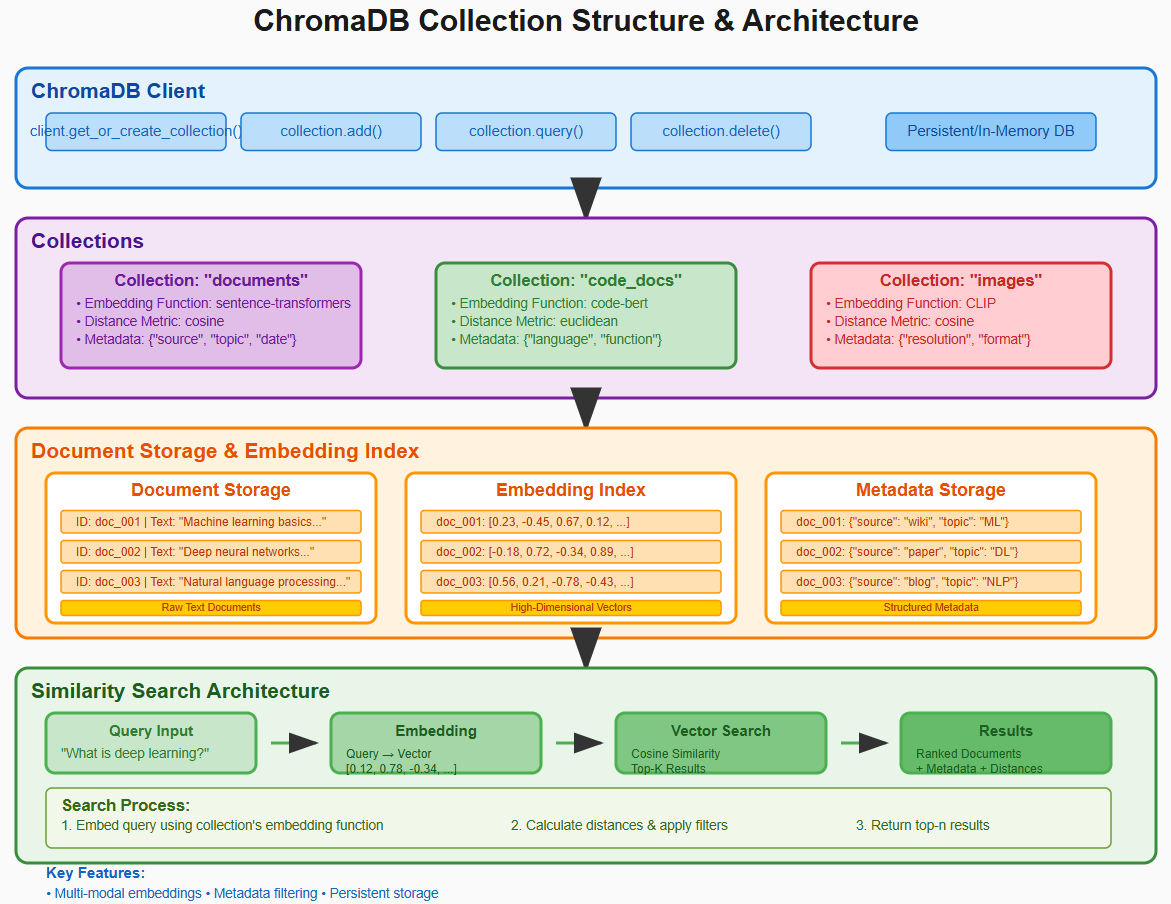 ChromaDB Collection Structure & Architecture
ChromaDB Client
client.get_or_create_collection()
collection.add()
collection.query()
collection.delete()
Persistent/In-Memory DB
Collections
Collection: "documents"
• Embedding Function: sentence-transformers
• Distance Metric: cosine
• Metadata: {"source", "topic", "date"}
Collection: "code_docs"
• Embedding Function: code-bert
• Distance Metric: euclidean
• Metadata: {"language", "function"}
Collection: "images"
• Embedding Function: CLIP
• Distance Metric: cosine
• Metadata: {"resolution", "format"}
Document Storage & Embedding Index
Document Storage
ID: doc_001 | Text: "Machine learning basics..."
ID: doc_002 | Text: "Deep neural networks..."
ID: doc_003 | Text: "Natural language processing..."
Raw Text Documents
Embedding Index
doc_001: [0.23, -0.45, 0.67, 0.12, ...]
doc_002: [-0.18, 0.72, -0.34, 0.89, ...]
doc_003: [0.56, 0.21, -0.78, -0.43, ...]
High-Dimensional Vectors
Metadata Storage
doc_001: {"source": "wiki", "topic": "ML"}
doc_002: {"source": "paper", "topic": "DL"}
doc_003: {"source": "blog", "topic": "NLP"}
Structured Metadata
Similarity Search Architecture
Query Input
"What is deep learning?"
Embedding
Query → Vector
[0.12, 0.78, -0.34, ...]
Vector Search
Cosine Similarity
Top-K Results
Results
Ranked Documents
+ Metadata + Distances
Search Process:
1. Embed query using collection's embedding function
2. Calculate distances & apply filters
3. Return top-n results
Key Features:
• Multi-modal embeddings • Metadata filtering • Persistent storage